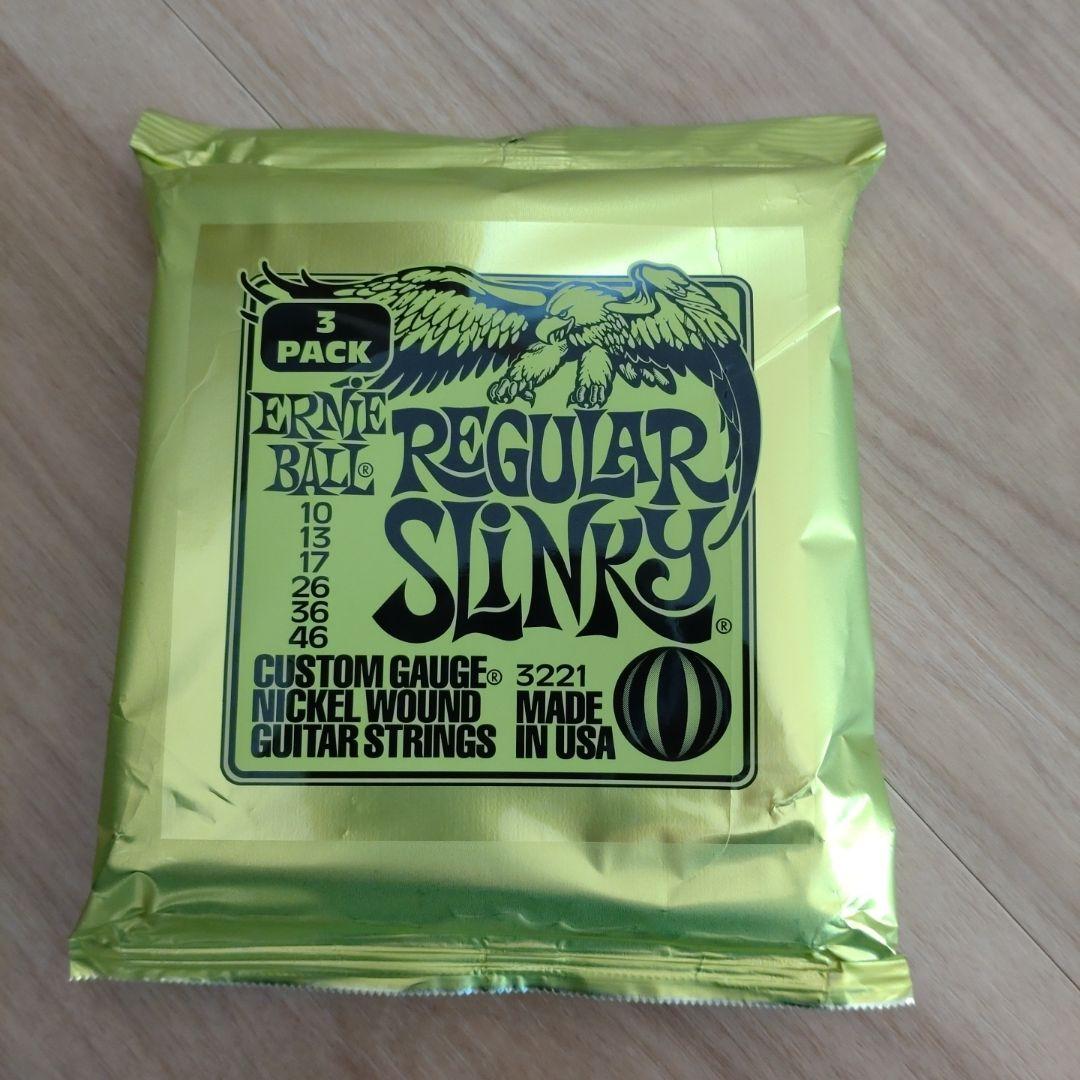 3
PACK
ERNIE
BALL®
REGULAR
SLINKY®
10
13
17
26
36
46
CUSTOM GAUGE®
NICKEL WOUND
GUITAR STRINGS
3221
MADE
IN USA